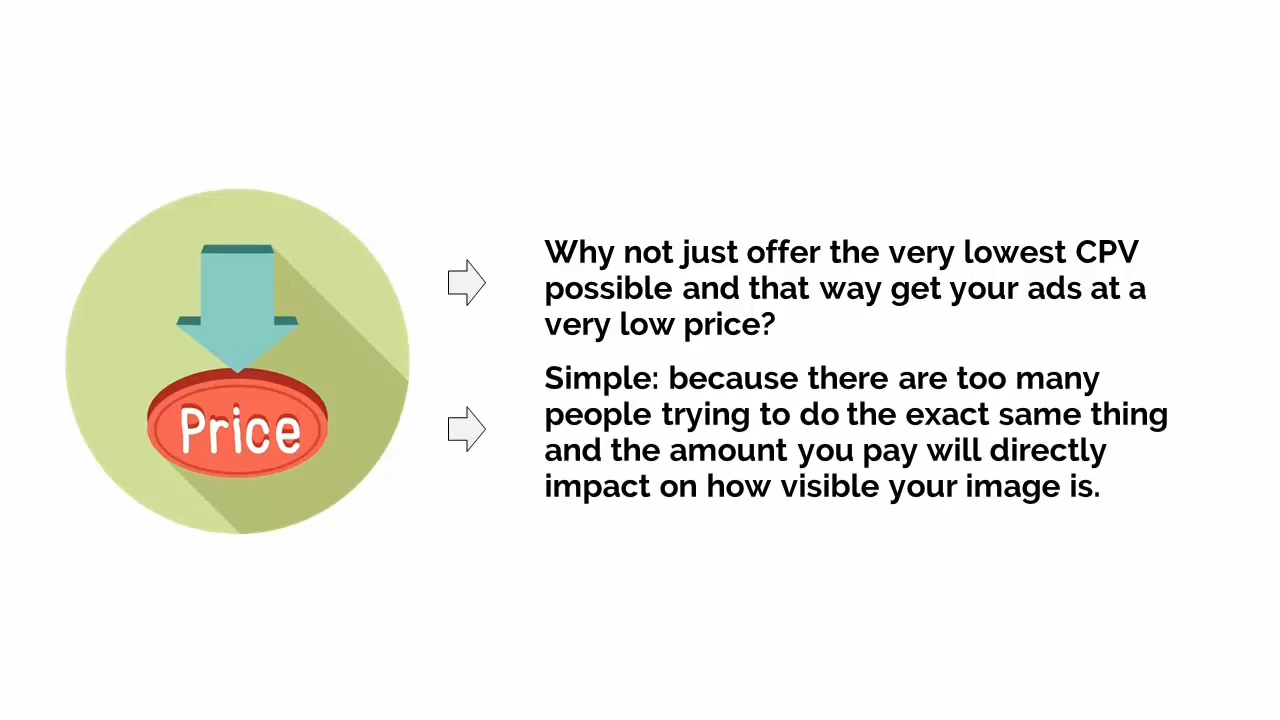 Price
Why not just offer the very lowest CPV
possible and that way get your ads at a
very low price?
Simple: because there are too many
people trying to do the exact same thing
and the amount you pay will directly
impact on how visible your image is.